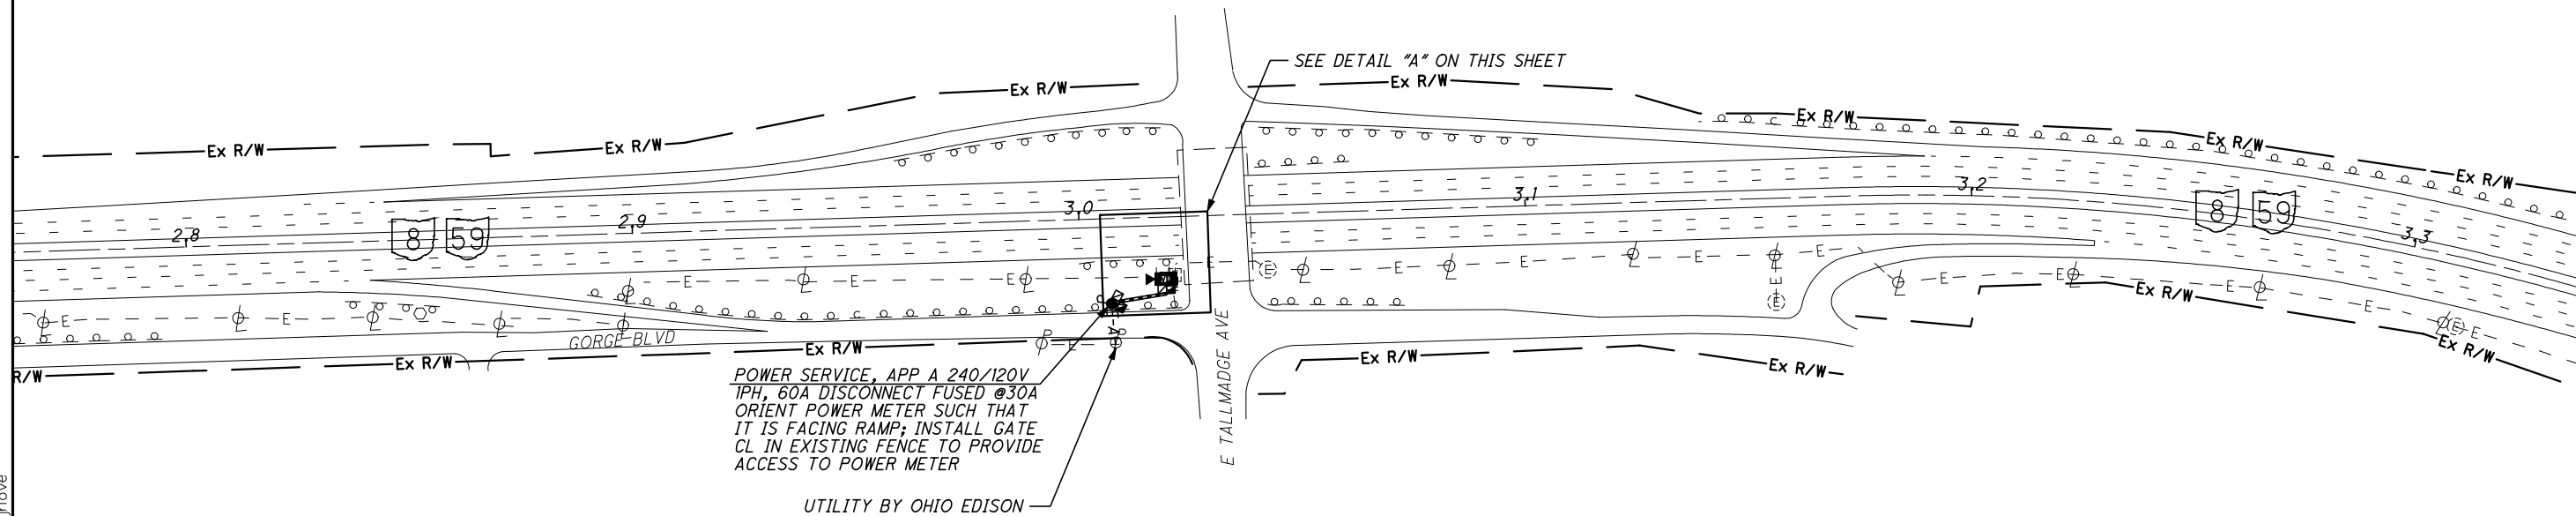 SEE DETAIL "A" ON THIS SHEET
Ex R/W
Ex R/W
Ex R/W
Ex R/W
Ex R/W
Ex R/W
Ex R/W
2,8
8 59
2,9
3,0
3,1
3,2
8 59
3,3
E E E E E E E E E
E E E E
E E E E
P E P
A
GORGE BLVD
E TALLMADGE AVE
R/W
Ex R/W
Ex R/W
Ex R/W
Ex R/W
Ex R/W
Ex R/W
POWER SERVICE, APP A 240/120V
1PH, 60A DISCONNECT FUSED @30A
ORIENT POWER METER SUCH THAT
IT IS FACING RAMP; INSTALL GATE
CL IN EXISTING FENCE TO PROVIDE
ACCESS TO POWER METER
UTILITY BY OHIO EDISON